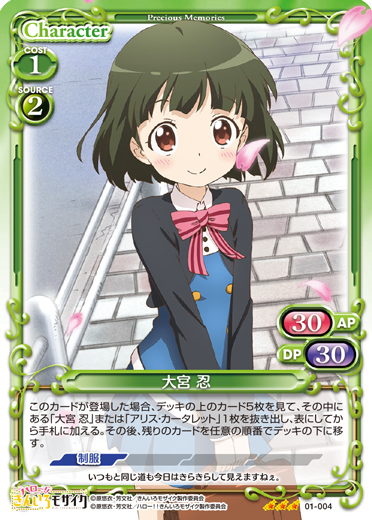 Precious Memories
Character
COST
1
SOURCE
2
30 AP
DP 30
大宮 忍
このカードが登場した場合、デッキの上のカード5枚を見て、その中に
ある「大宮 忍」または「アリス・カータレット」1枚を抜き出し、表にしてか
ら手札に加える。その後、残りのカードを任意の順番でデッキの下に移
す。
制服
いつもと同じ道も今日はきらきらして見えますねぇ。
ハロー!!
きんいろモザイク
©原悠衣・芳文社／きんいろモザイク製作委員会
©原悠衣・芳文社／ハロー!!きんいろモザイク製作委員会
01-004